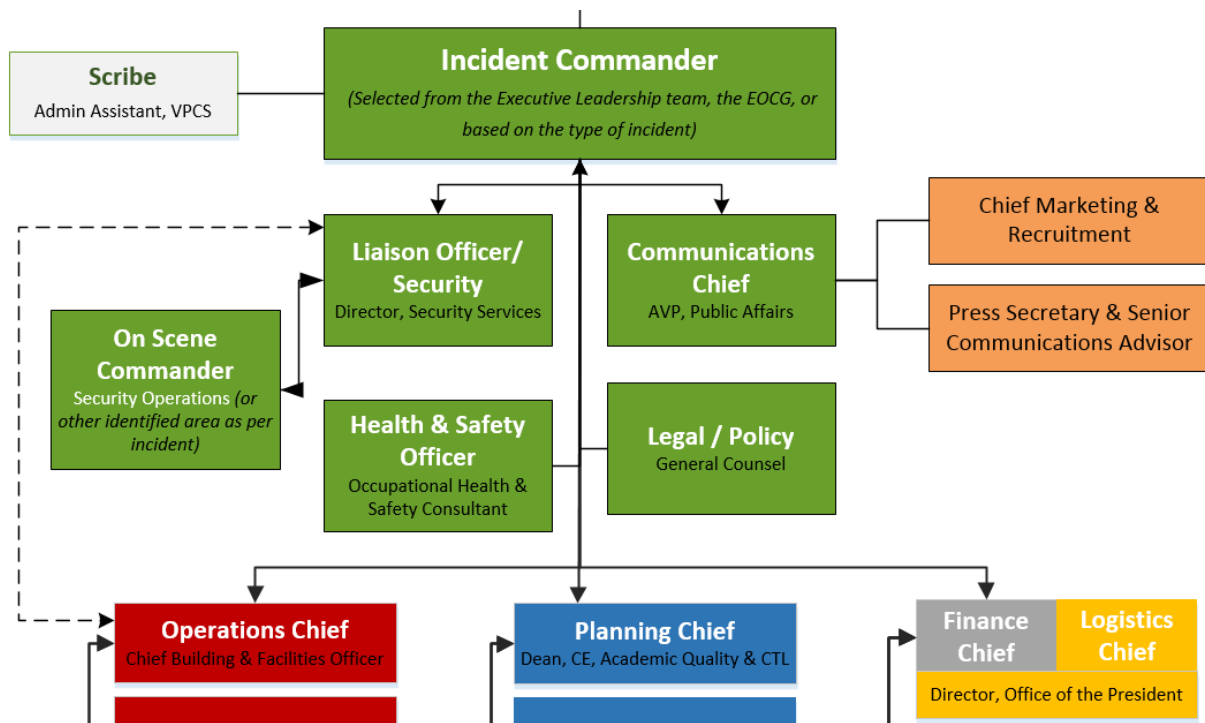 Scribe
Admin Assistant, VPCS
Incident Commander
(Selected from the Executive Leadership team, the EOCG, or
based on the type of incident)
Liaison Officer/
Security
Director, Security Services
Communications
Chief
AVP, Public Affairs
Chief Marketing &
Recruitment
Press Secretary & Senior
Communications Advisor
On Scene
Commander
Security Operations (or
other identified area as per
incident)
Health & Safety
Officer
Occupational Health &
Safety Consultant
Legal / Policy
General Counsel
Operations Chief
Chief Building & Facilities Officer
Planning Chief
Dean, CE, Academic Quality & CTL
Finance
Chief
Logistics
Chief
Director, Office of the President